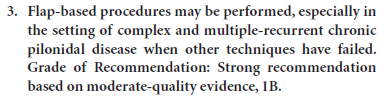 3. Flap-based procedures may be performed, especially in
the setting of complex and multiple-recurrent chronic
pilonidal disease when other techniques have failed.
Grade of Recommendation: Strong recommendation
based on moderate-quality evidence, 1B.